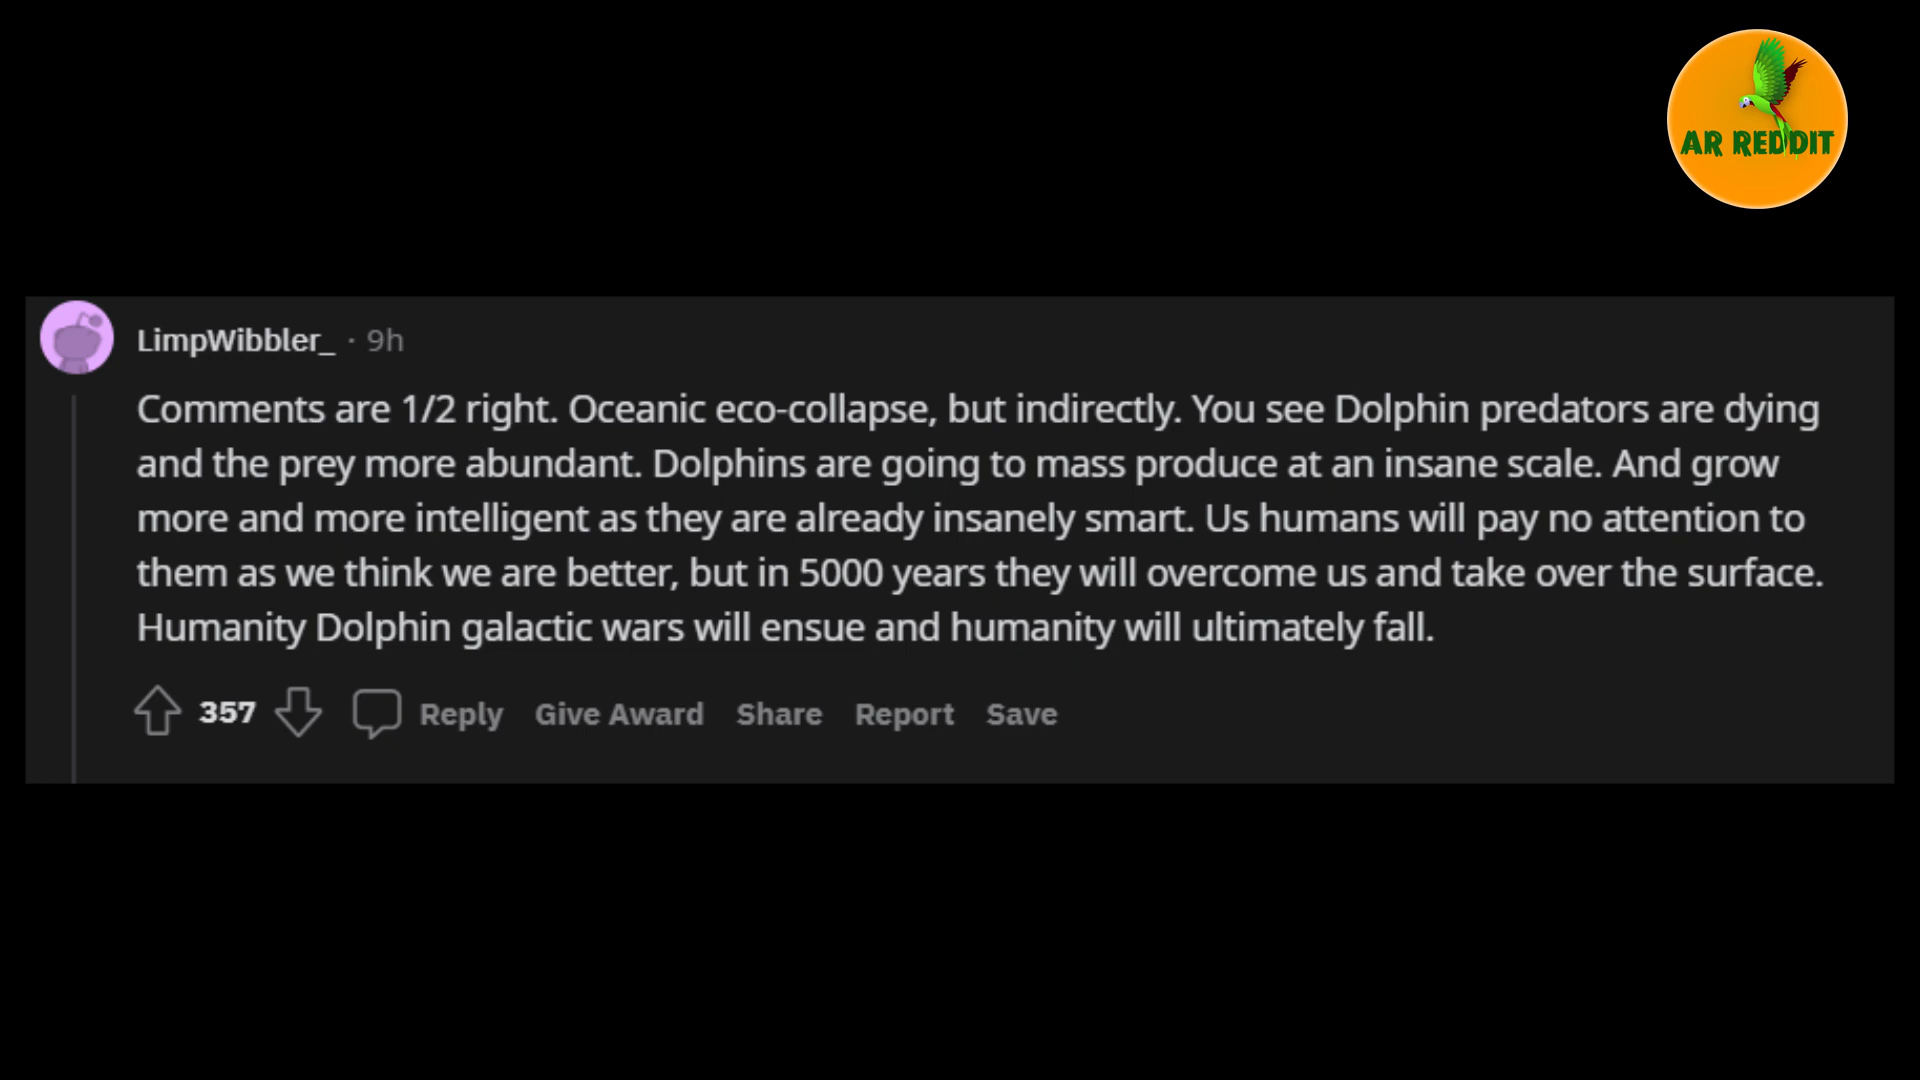 AR REDDIT
LimpWibbler_ · 9h
Comments are 1/2 right. Oceanic eco-collapse, but indirectly. You see Dolphin predators are dying
and the prey more abundant. Dolphins are going to mass produce at an insane scale. And grow
more and more intelligent as they are already insanely smart. Us humans will pay no attention to
them as we think we are better, but in 5000 years they will overcome us and take over the surface.
Humanity Dolphin galactic wars will ensue and humanity will ultimately fall.
357 Reply Give Award Share Report Save